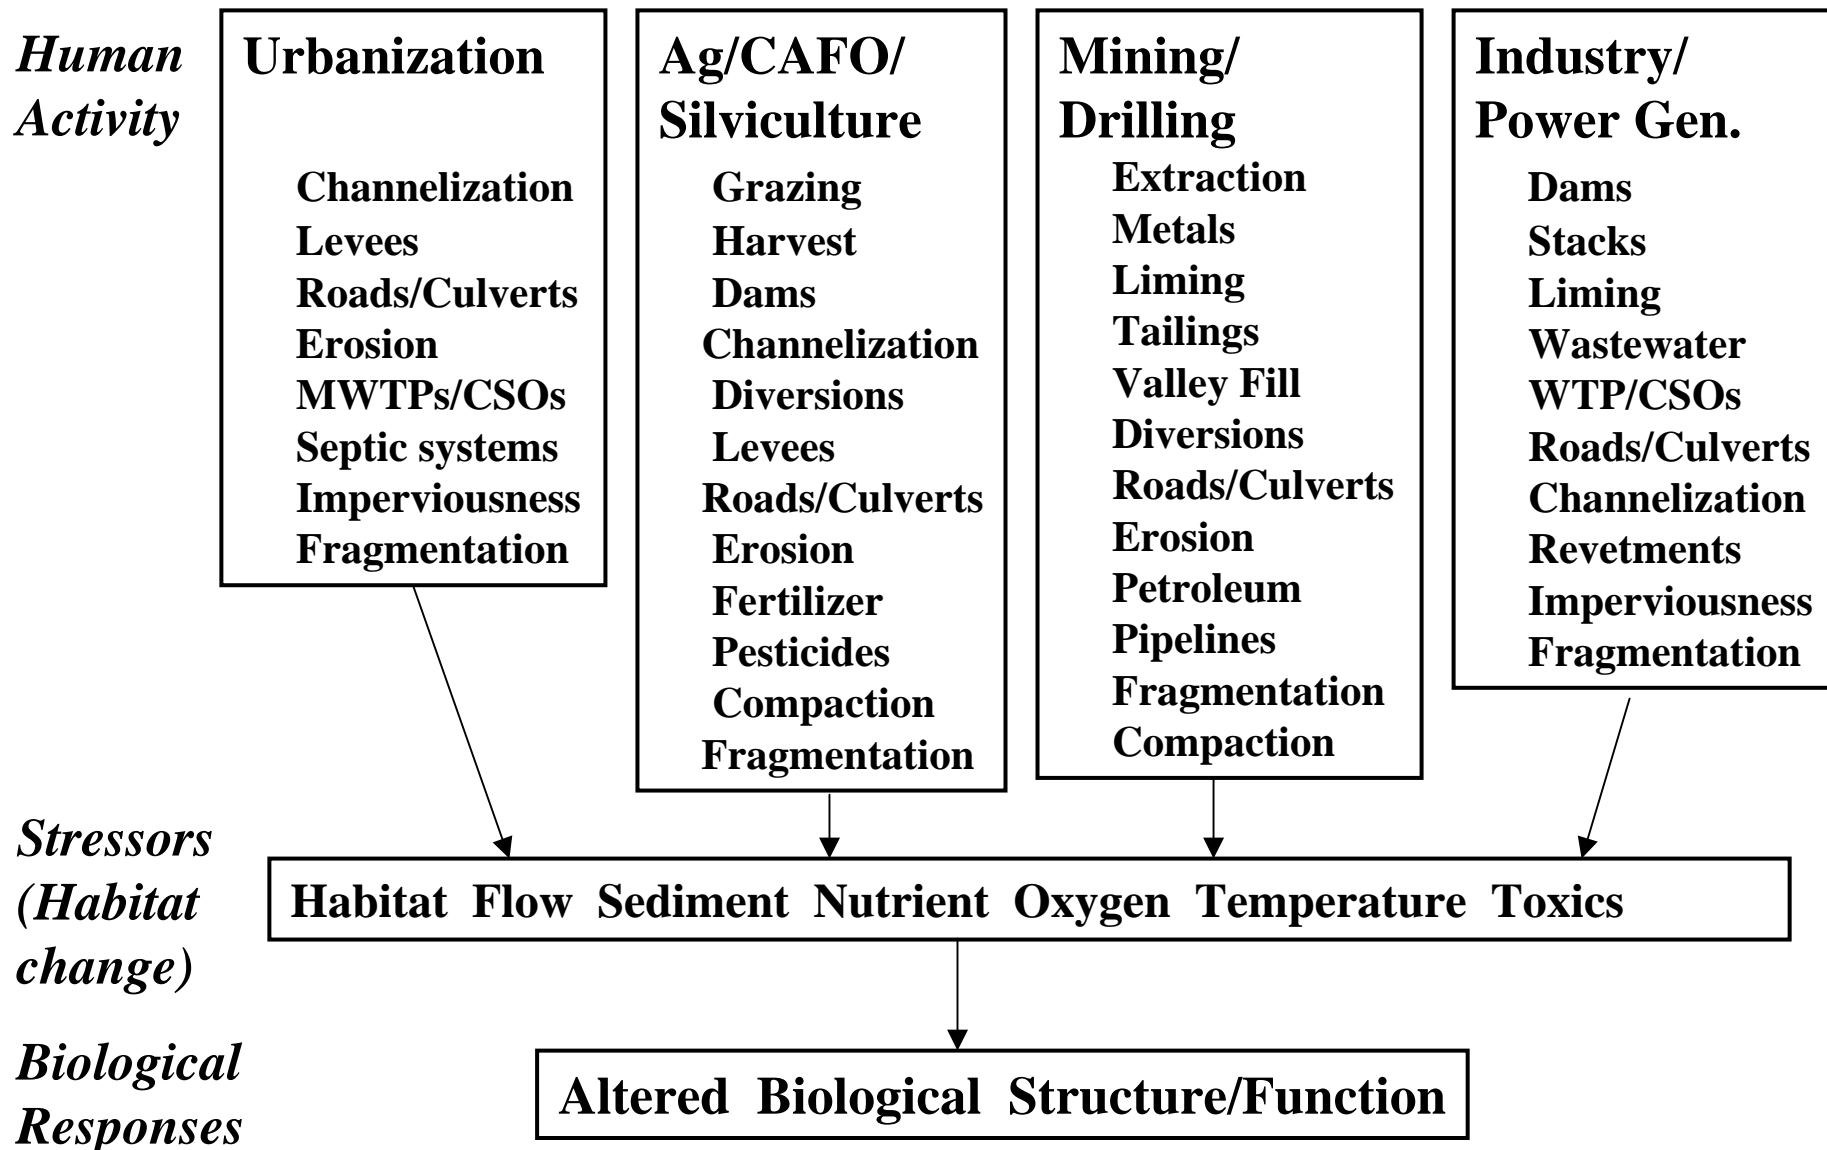 Human
Activity
Urbanization
Channelization
Levees
Roads/Culverts
Erosion
MWTPs/CSOs
Septic systems
Imperviousness
Fragmentation
Ag/CAFO/
Silviculture
Grazing
Harvest
Dams
Channelization
Diversions
Levees
Roads/Culverts
Erosion
Fertilizer
Pesticides
Compaction
Fragmentation
Mining/
Drilling
Extraction
Metals
Liming
Tailings
Valley Fill
Diversions
Roads/Culverts
Erosion
Petroleum
Pipelines
Fragmentation
Compaction
Industry/
Power Gen.
Dams
Stacks
Liming
Wastewater
WTP/CSOs
Roads/Culverts
Channelization
Revetments
Imperviousness
Fragmentation
Stressors
(Habitat
change)
Habitat Flow Sediment Nutrient Oxygen Temperature Toxics
Biological
Responses
Altered Biological Structure/Function